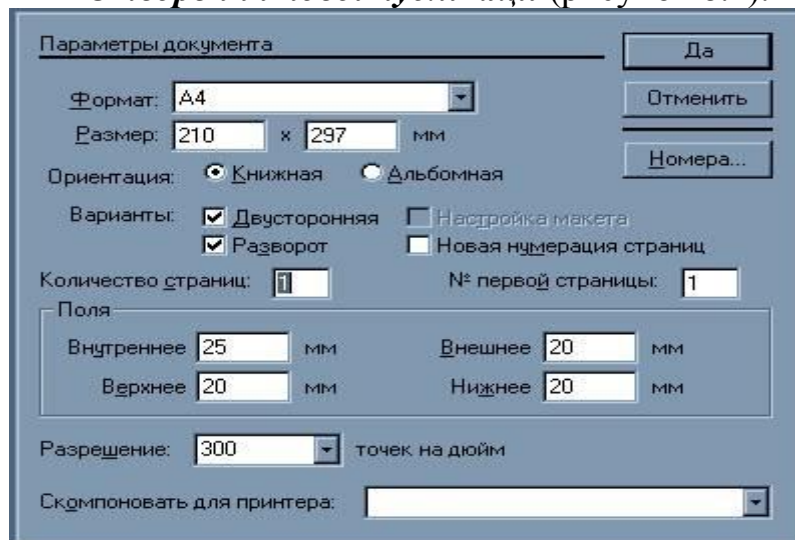 (рисунок
Параметры документа
Да
Формат: A4
Отменить
Размер: 210 x 297 мм
Номера...
Ориентация: Книжная Альбомная
Варианты: Двусторонняя Настройка макета
Разворот Новая нумерация страниц
Количество страниц: 1 № первой страницы: 1
Поля
Внутреннее 25 мм Внешнее 20 мм
Верхнее 20 мм Нижнее 20 мм
Разрешение: 300 точек на дюйм
Скомпоновать для принтера: